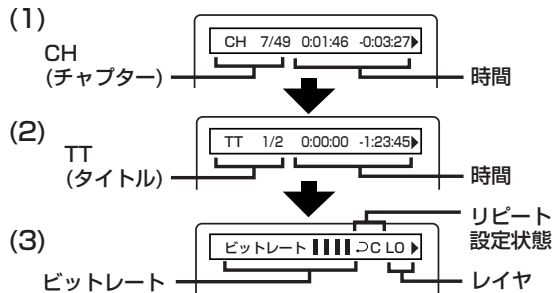 (1)
CH
(チャプター)
CH 7/49 0:01:46 -0:03:27
時間
(2)
TT
(タイトル)
TT 1/2 0:00:00 -1:23:45
時間
(3)
ビットレート C L0
リピート
設定状態
ビットレート
レイヤ